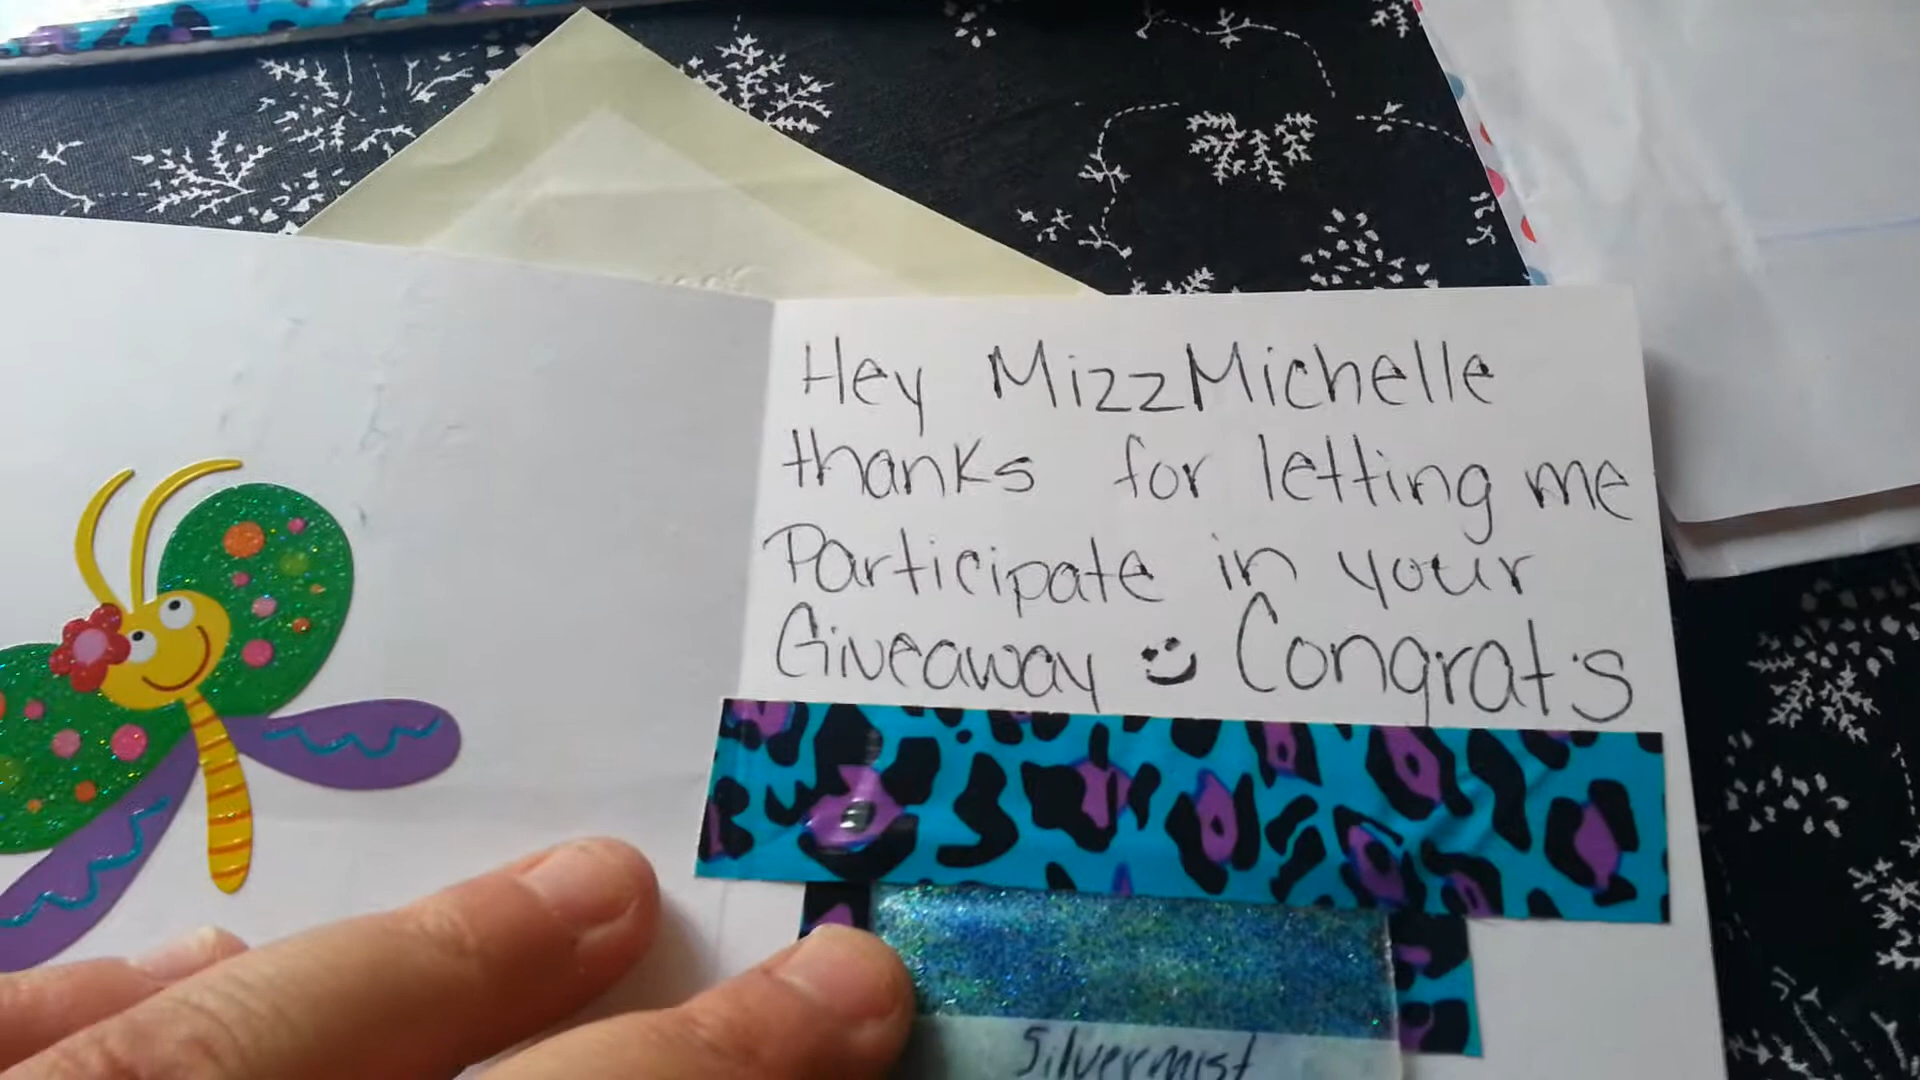 Hey MizzMichelle
thanks for letting me
Participate in your
Giveaway Congrats
Silvermist